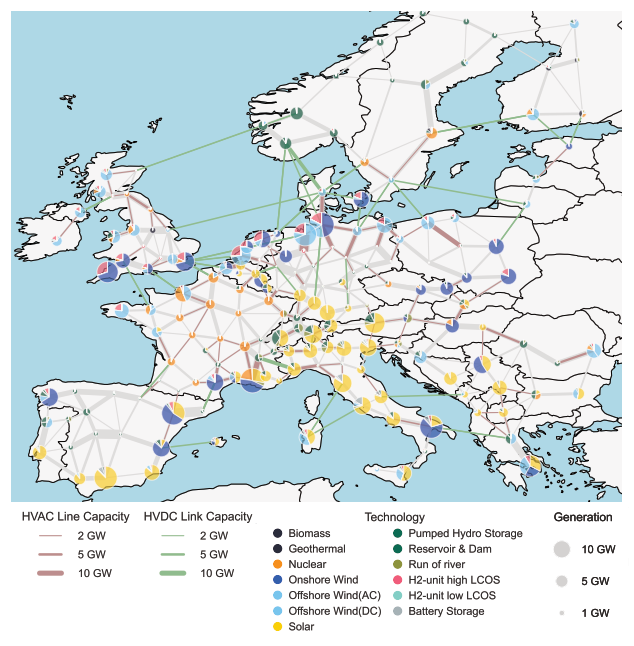 HVAC Line Capacity
2 GW
5 GW
10 GW
HVDC Link Capacity
2 GW
5 GW
10 GW
Technology
Biomass
Geothermal
Nuclear
Onshore Wind
Offshore Wind(AC)
Offshore Wind(DC)
Solar
Pumped Hydro Storage
Reservoir & Dam
Run of river
H2-unit high LCOS
H2-unit low LCOS
Battery Storage
Generation
10 GW
5 GW
1 GW